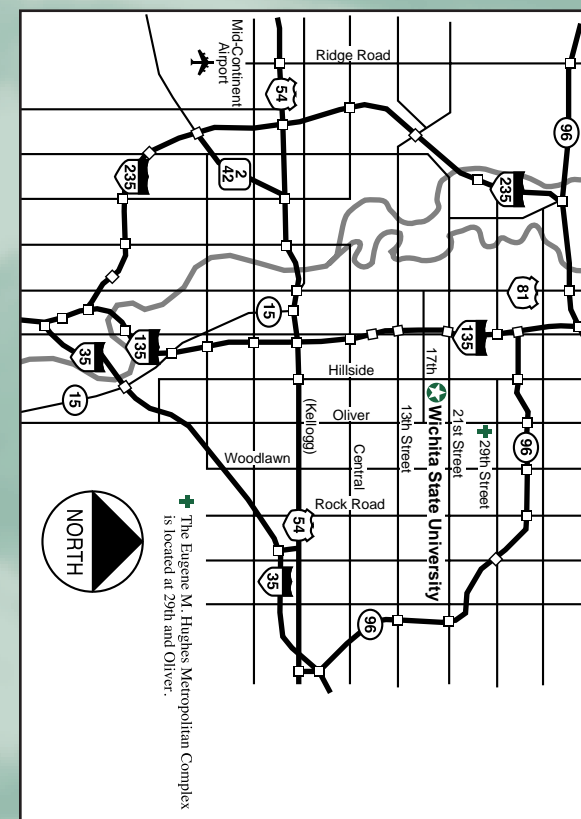 Mid-Continent
Airport
Ridge Road
54
96
235
2
42
235
81
15
135
135
35
15
Hillside
17th
(Kellogg)
Oliver
13th Street
Wichita State University
21st Street
29th Street
96
Woodlawn
Central
Rock Road
54
35
96
NORTH
The Eugene M. Hughes Metropolitan Complex
is located at 29th and Oliver.